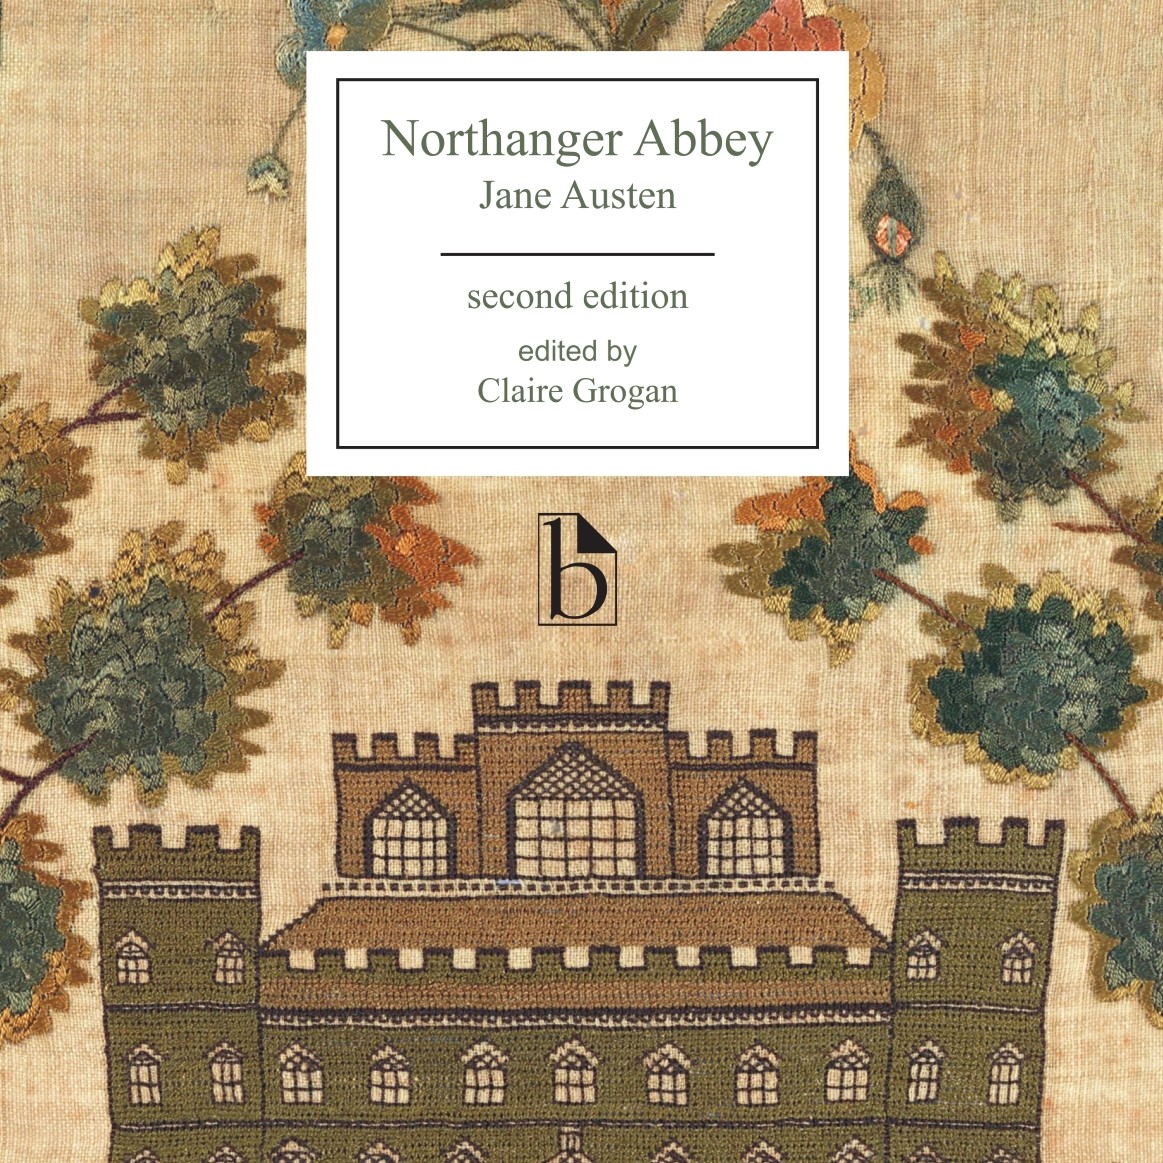 Northanger Abbey
Jane Austen
second edition
edited by
Claire Grogan
b